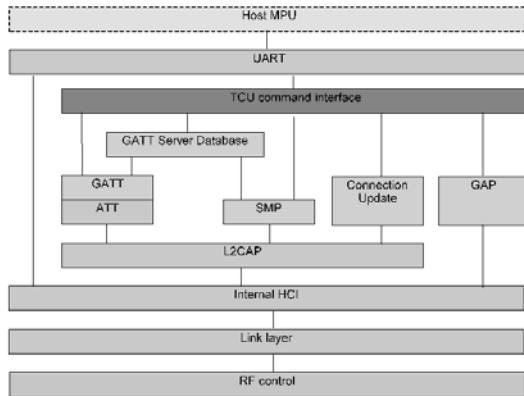 Host MPU
UART
TCU command interface
GATT Server Database
GATT
ATT
SMP
Connection
Update
GAP
L2CAP
Internal HCI
Link layer
RF control